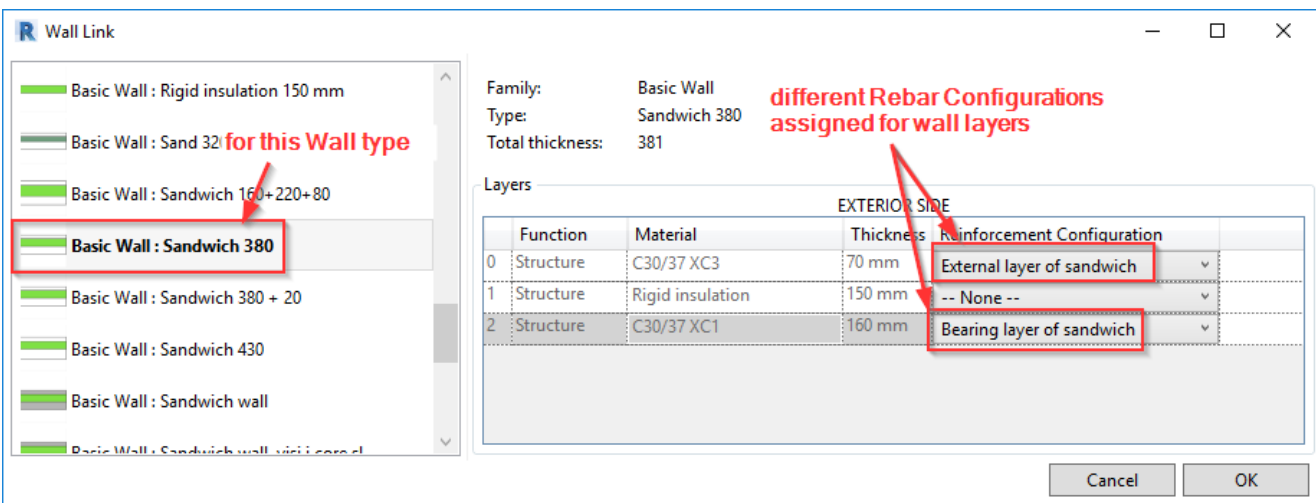 Wall Link
Basic Wall : Rigid insulation 150 mm
Basic Wall : Sand 32
for this Wall type
Basic Wall : Sandwich 160+220+80
Basic Wall : Sandwich 380
Basic Wall : Sandwich 380 + 20
Basic Wall : Sandwich 430
Basic Wall : Sandwich wall
Basic Wall : Sandwich wall
Family: Basic Wall
Type: Sandwich 380
Total thickness: 381
different Rebar Configurations
assigned for wall layers
Layers
EXTERIOR SIDE
Function Material Thickness Reinforcement Configuration
0 Structure C30/37 XC3 70 mm External layer of sandwich
1 Structure Rigid insulation 150 mm -- None --
2 Structure C30/37 XC1 160 mm Bearing layer of sandwich
Cancel OK